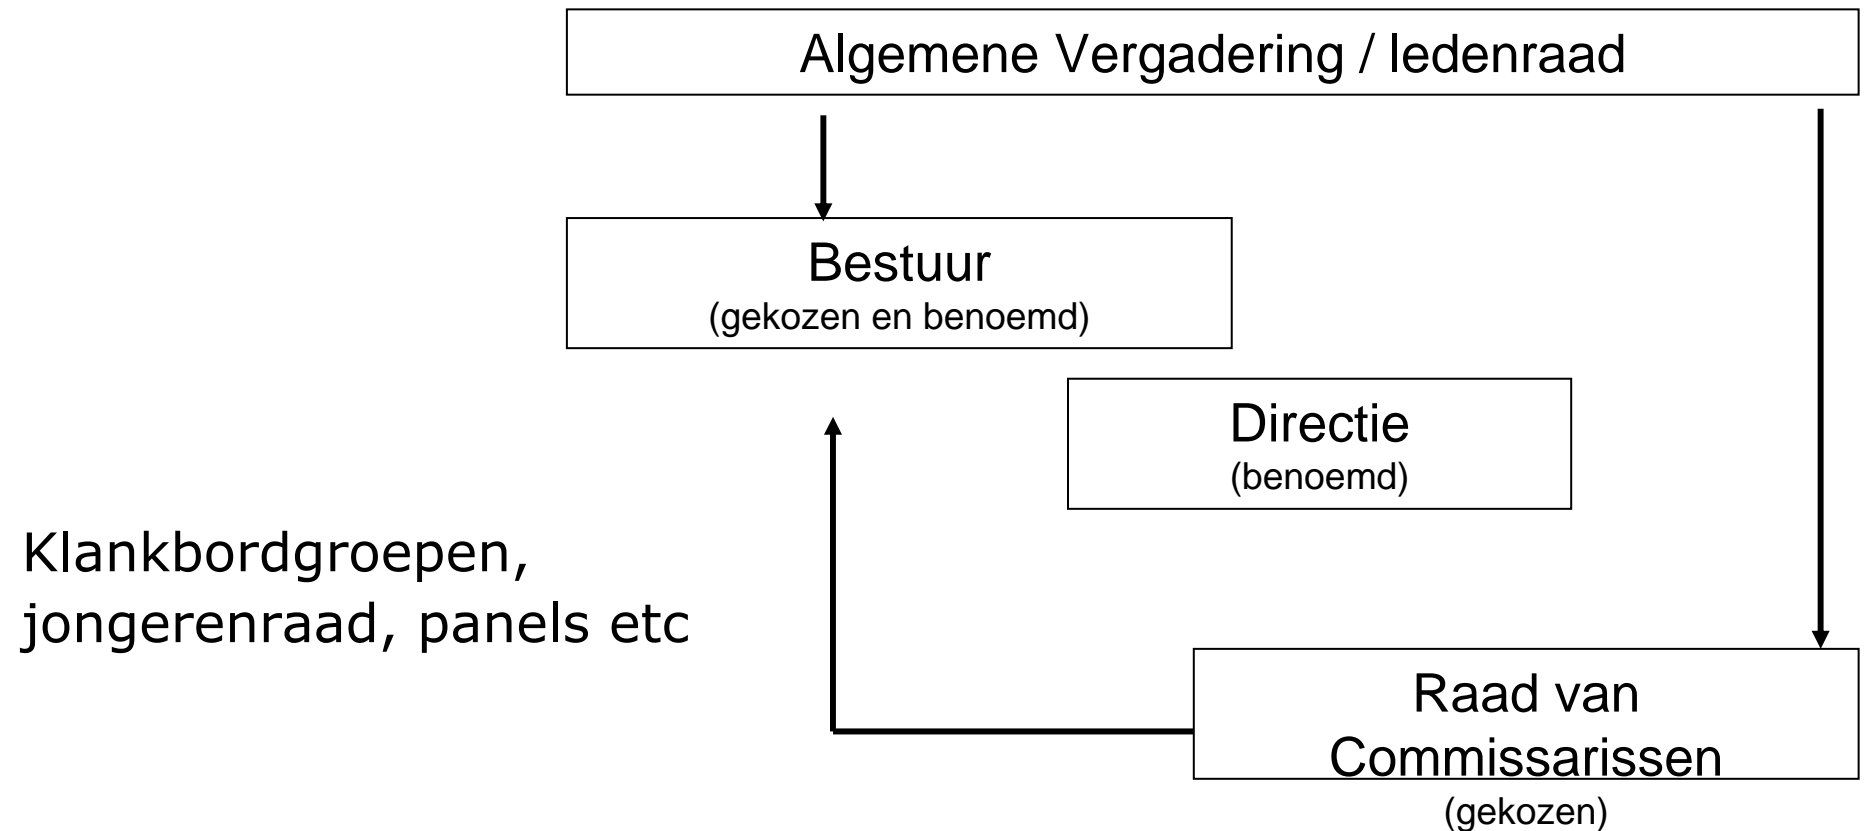 Algemene Vergadering / ledenraad
Bestuur
(gekozen en benoemd)
Directie
(benoemd)
Klankbordgroepen,
jongerenraad, panels etc
Raad van
Commissarissen
(gekozen)